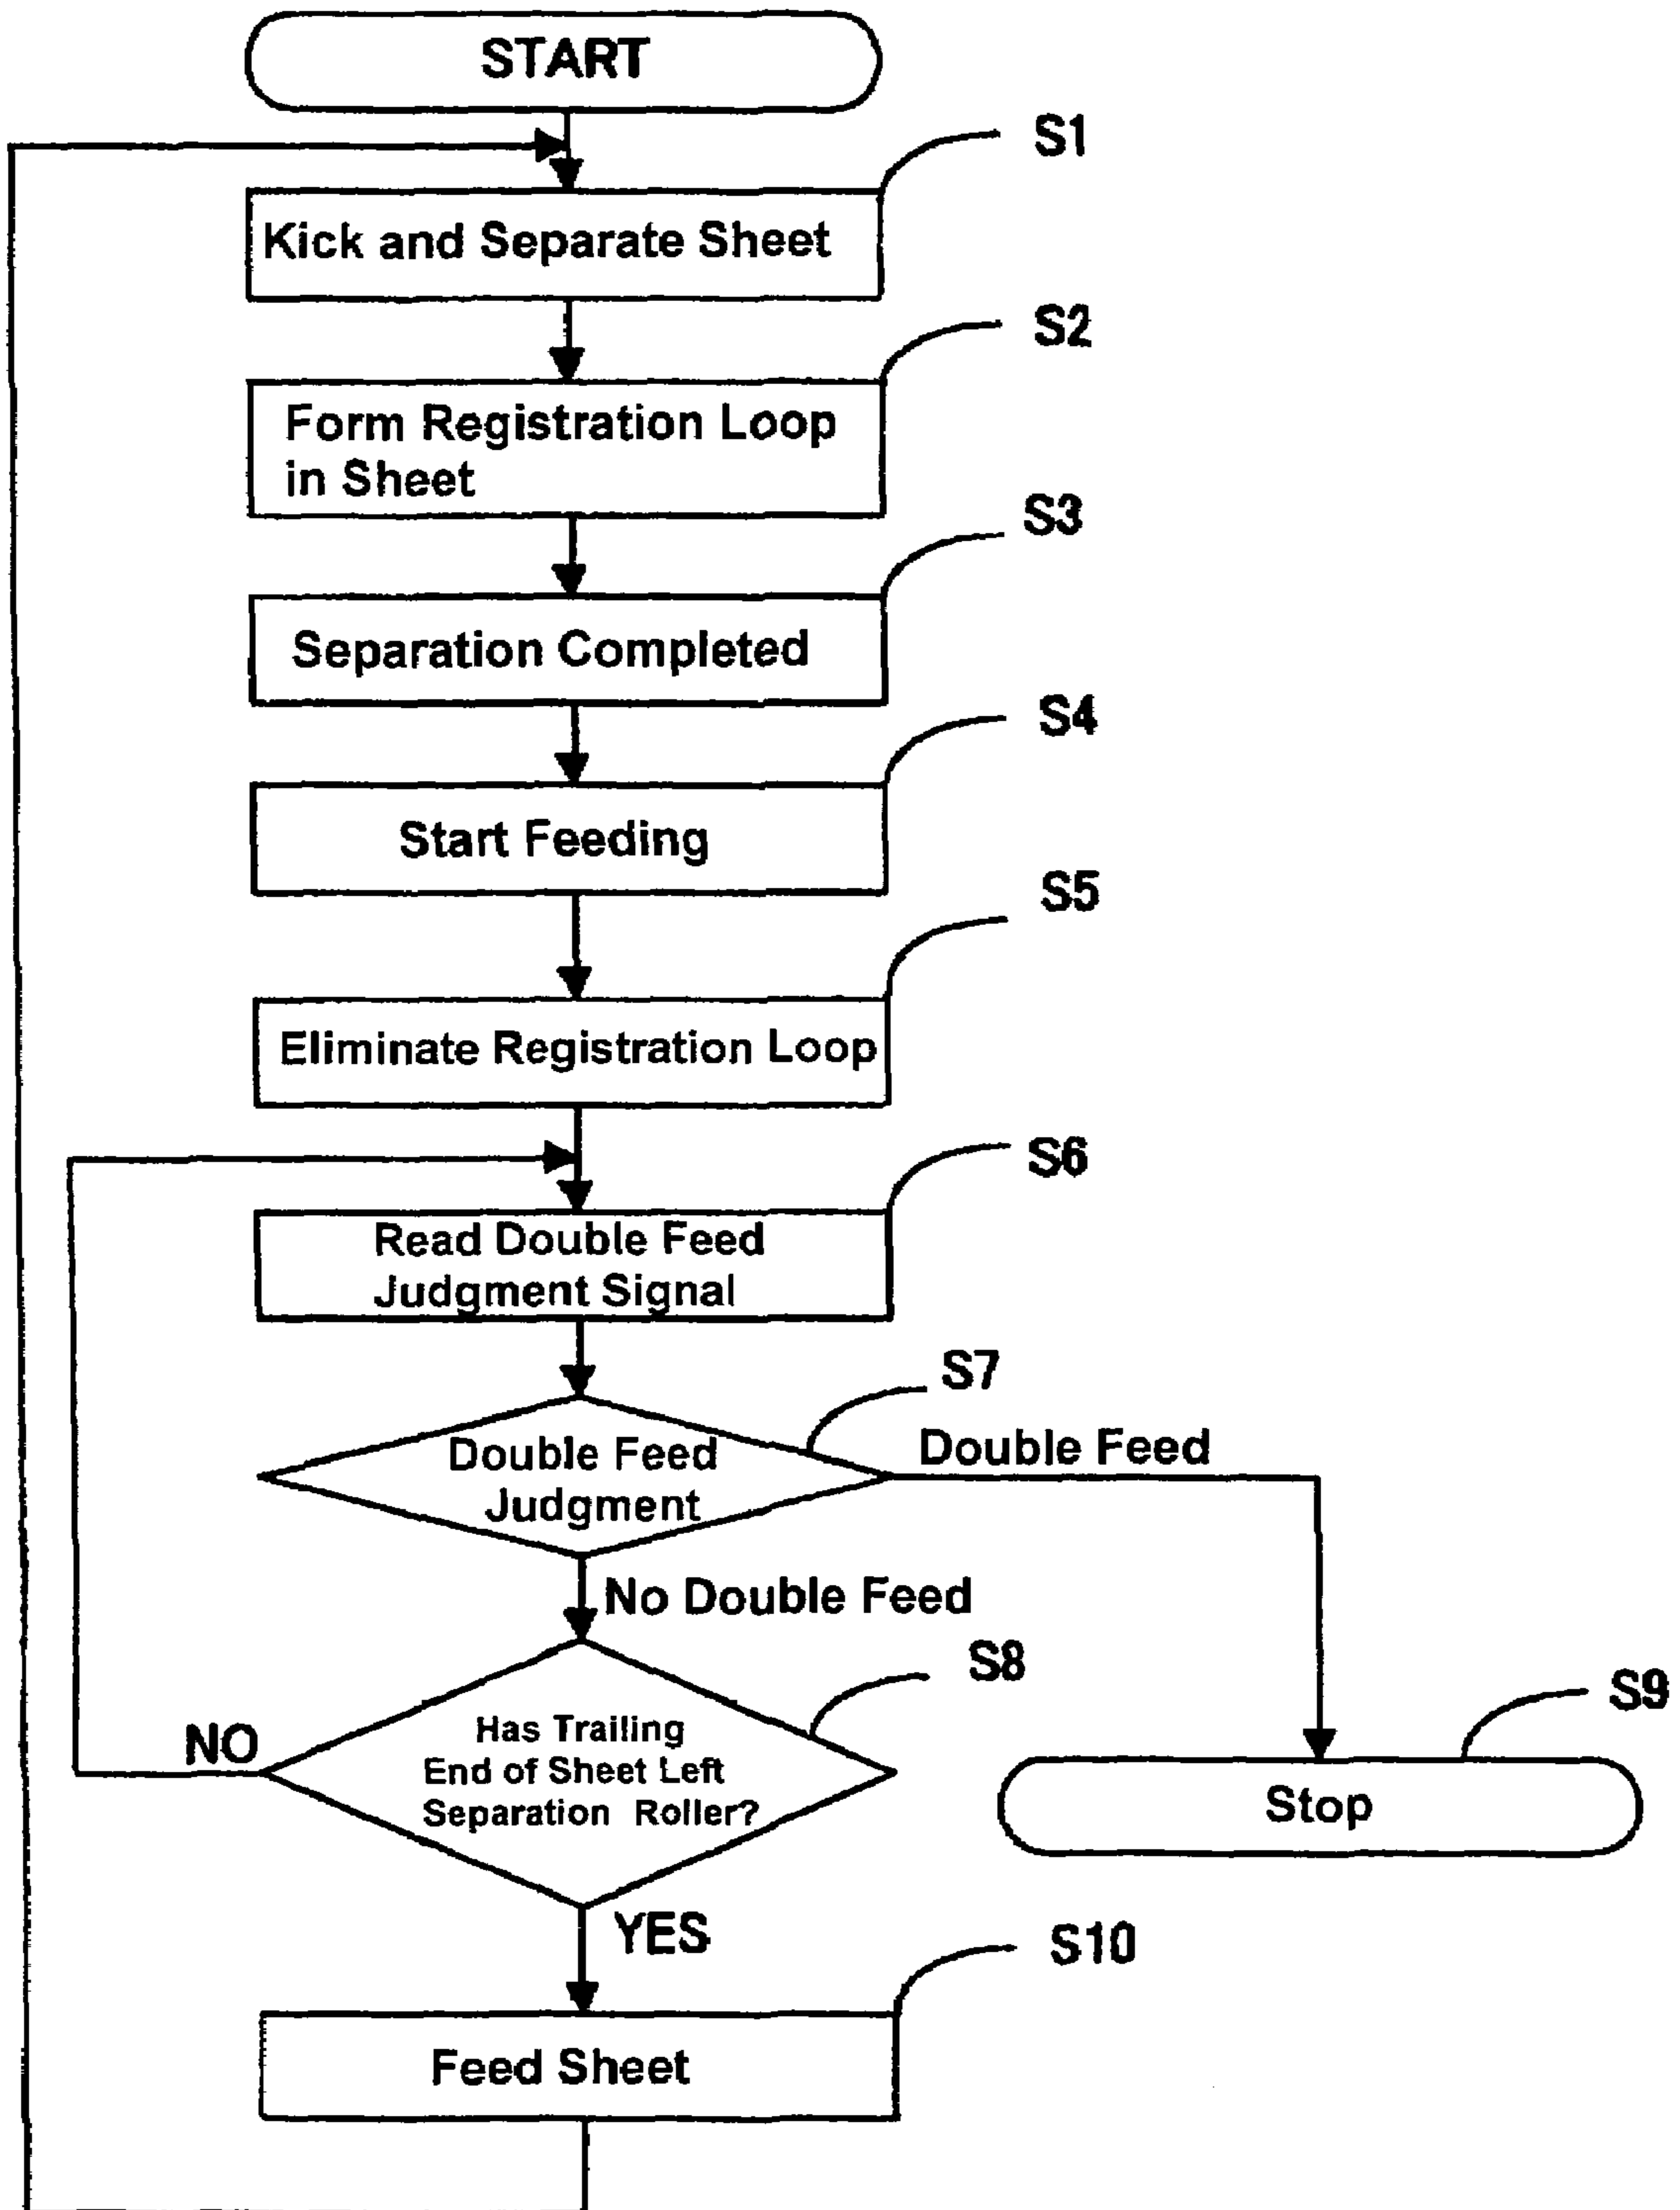 START
S1
Kick and Separate Sheet
S2
Form Registration Loop
in Sheet
S3
Separation Completed
S4
Start Feeding
S5
Eliminate Registration Loop
S6
Read Double Feed
Judgment Signal
S7
Double Feed
Judgment
Double Feed
No Double Feed
S8
Has Trailing
End of Sheet Left
Separation Roller?
NO
S9
Stop
YES
S10
Feed Sheet